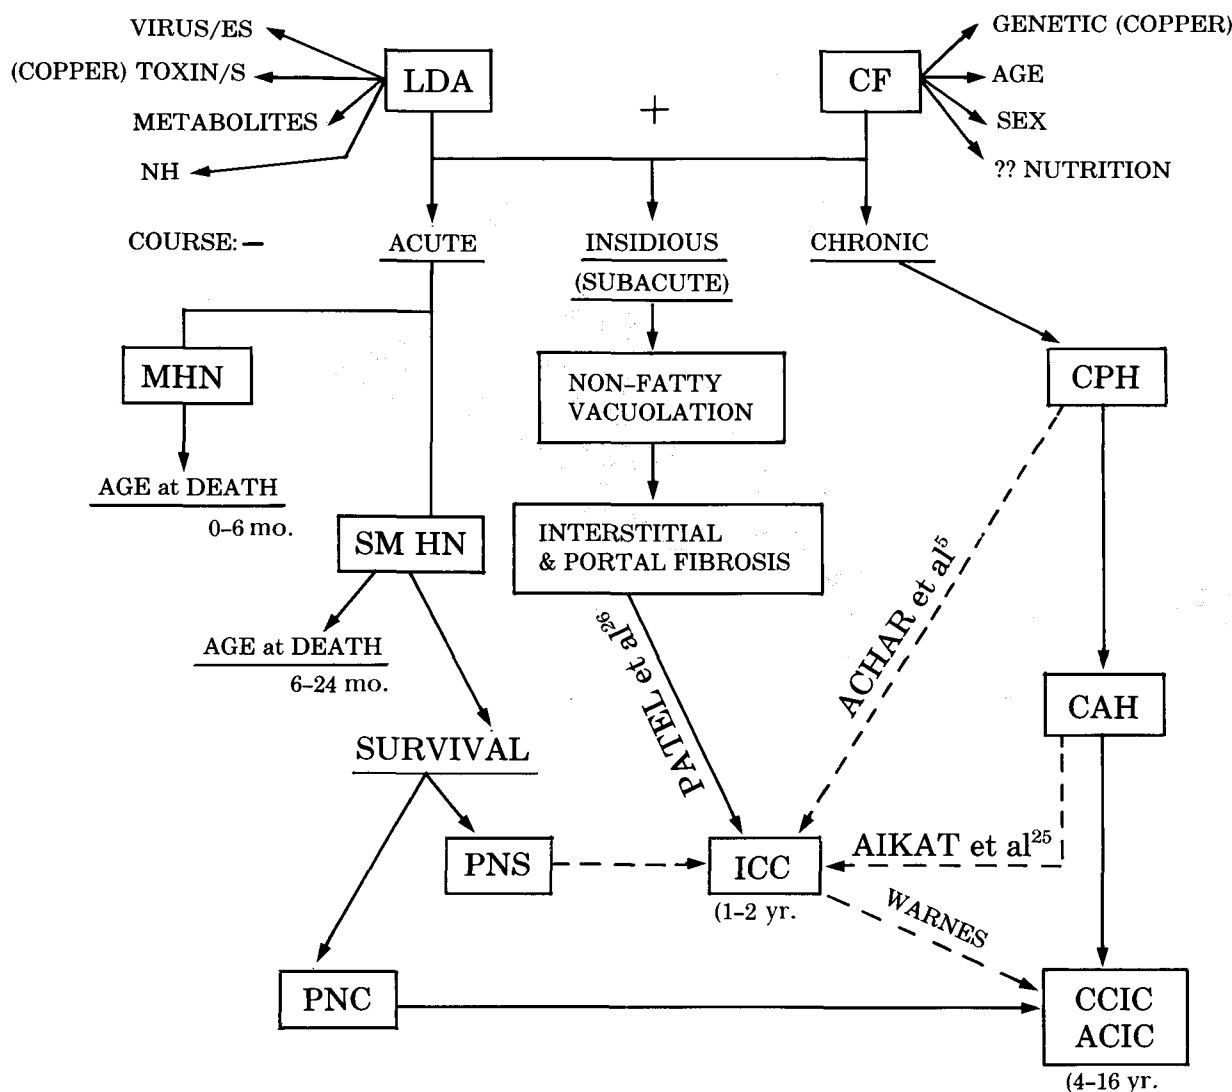 VIRUS/ES
(COPPER) TOXIN/S
METABOLITES
NH
LDA
+
CF
GENETIC (COPPER)
AGE
SEX
?? NUTRITION
COURSE:–
ACUTE
INSIDIOUS
(SUBACUTE)
CHRONIC
MHN
NON–FATTY
VACUOLATION
CPH
AGE at DEATH
0–6 mo.
SM HN
INTERSTITIAL
& PORTAL FIBROSIS
AGE at DEATH
6–24 mo.
PATEL et al26
ACHAR et al5
CAH
SURVIVAL
PNS
ICC
(1–2 yr.
AIKAT et al25
WARNES
PNC
CCIC
ACIC
(4–16 yr.